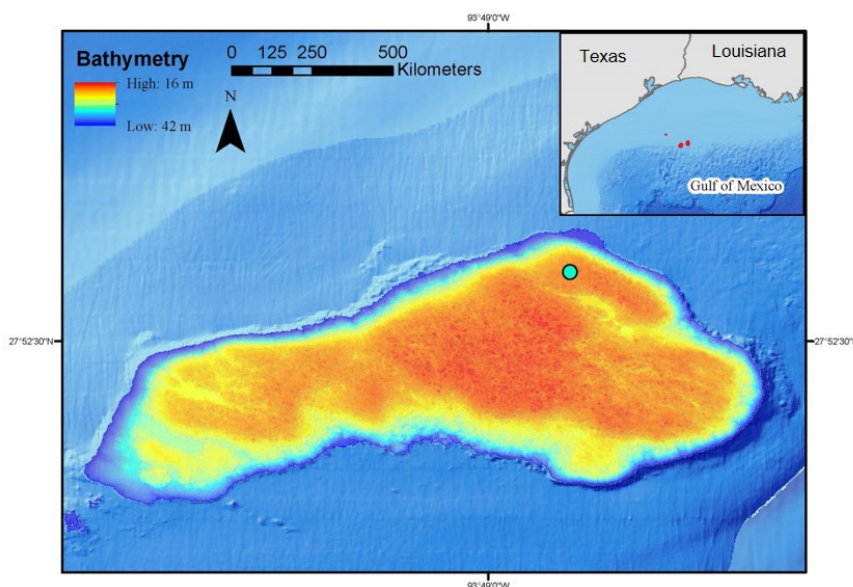 93°49'0"W
Bathymetry
High: 16 m
Low: 42 m
0 125 250 500
Kilometers
N
Texas
Louisiana
Gulf of Mexico
27°52'30"N
27°52'30"N
93°49'0"W